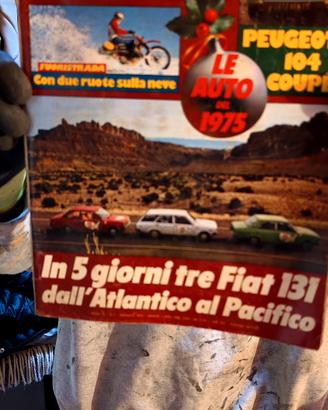 PEUGEOT
104
COUPE
FUORISTRADA
Con due ruote sulla neve
LE
AUTO
DEL
1975
In 5 giorni tre Fiat 131
dall'Atlantico al Pacifico